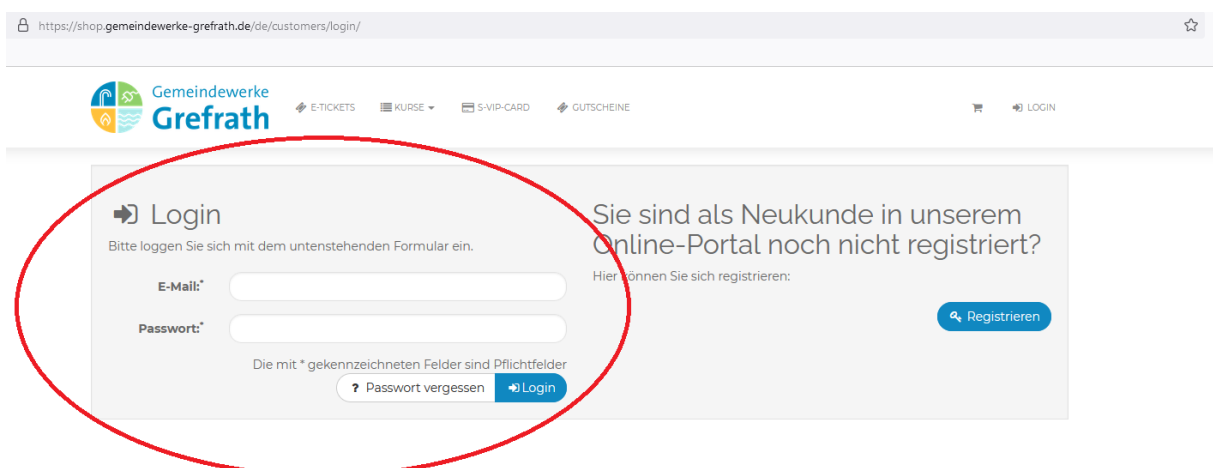 https://shop.gemeindewerke-grefrath.de/de/customers/login/
Gemeindewerke
Grefrath
E-TICKETS KURSE S-VIP-CARD GUTSCHEINE LOGIN
Login
Bitte loggen Sie sich mit dem untenstehenden Formular ein.
E-Mail:*
Passwort:*
Die mit * gekennzeichneten Felder sind Pflichtfelder
? Passwort vergessen Login
Sie sind als Neukunde in unserem
Online-Portal noch nicht registriert?
Hier können Sie sich registrieren:
Registrieren